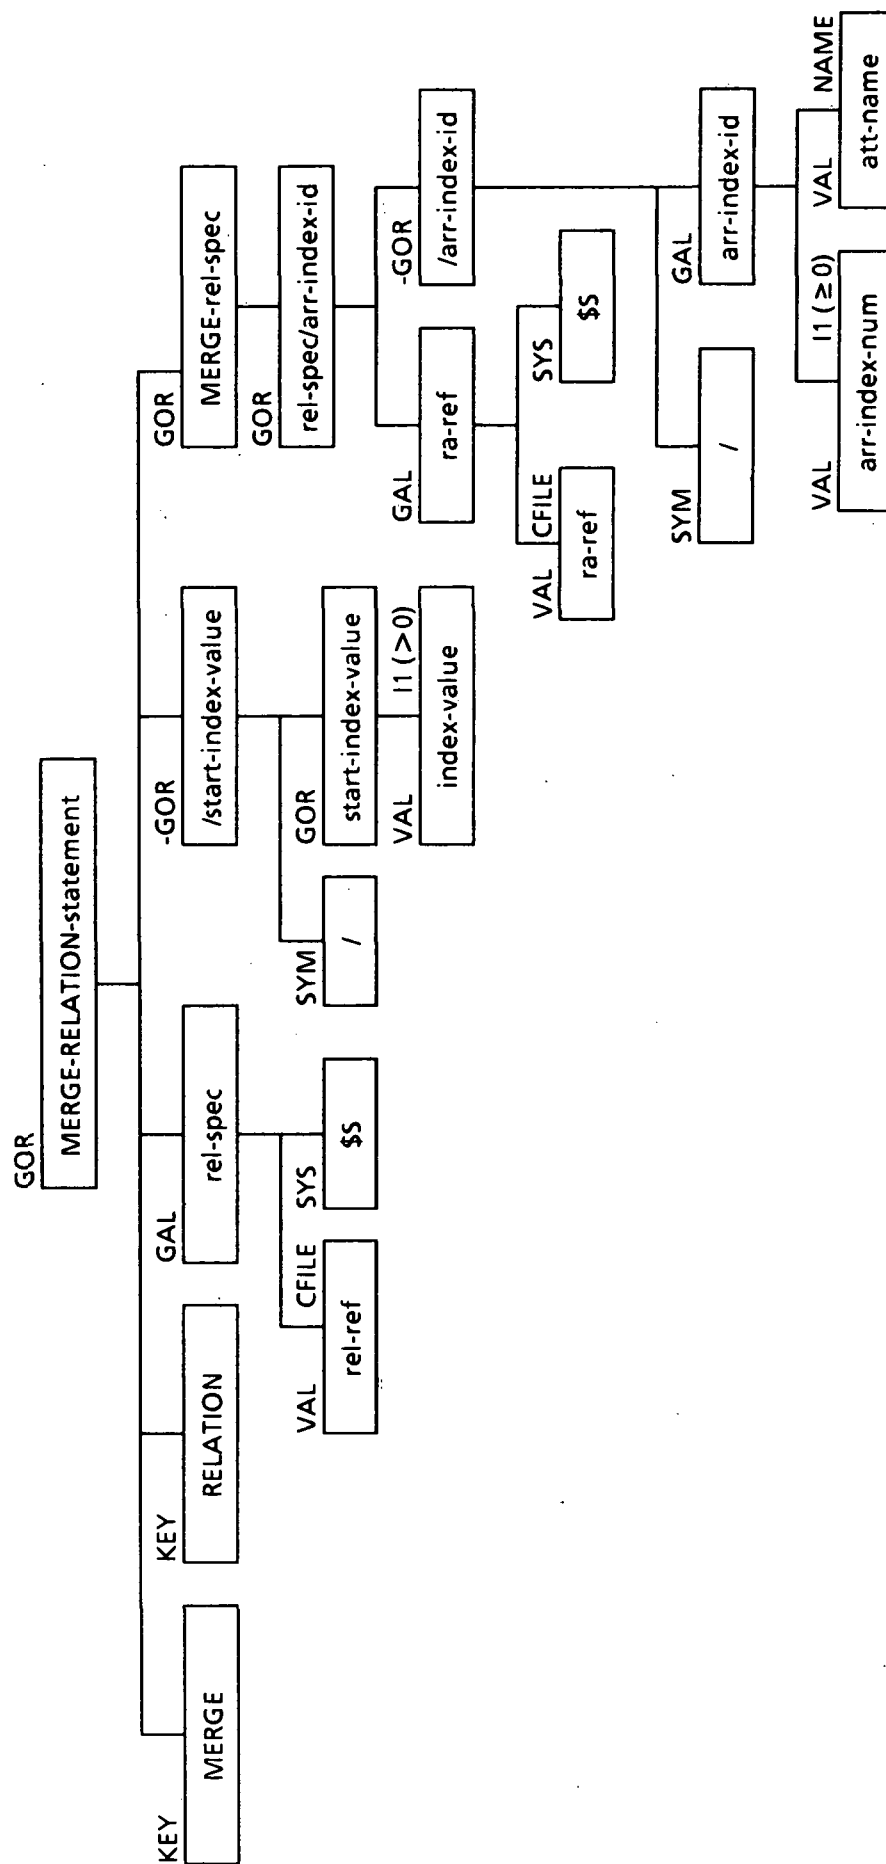 GOR
MERGE-RELATION-statement
KEY
MERGE
KEY
RELATION
GAL
rel-spec
-GOR
/start-index-value
GOR
MERGE-rel-spec
VAL CFILE
rel-ref
SYS
$S
SYM
/
GOR
start-index-value
GOR
rel-spec/arr-index-id
VAL I1 (>0)
index-value
GAL
ra-ref
-GOR
/arr-index-id
VAL CFILE
ra-ref
SYS
$S
SYM
/
GAL
arr-index-id
VAL I1 (≥0)
arr-index-num
VAL NAME
att-name